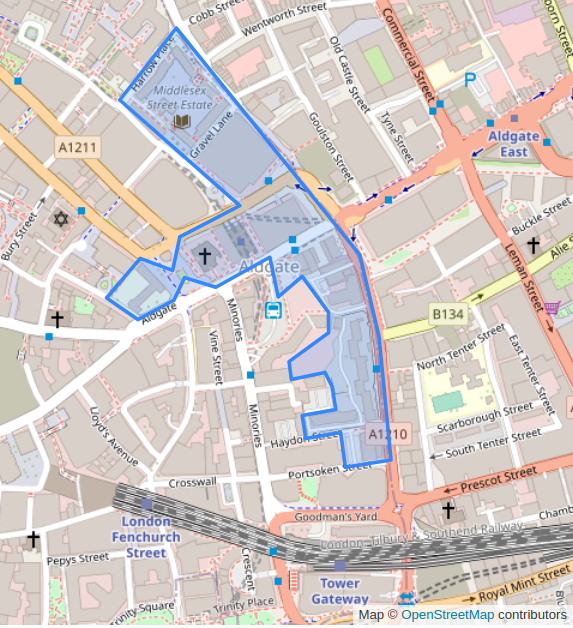 Cobb Street
Wentworth Street
Commercial Street
oborn Street
Harrow Place
Middlesex
Street Estate
Old Castle Street
P
Tyne Street
Gravel Lane
Goulston Street
A1211
Aldgate
East
Bury Street
Buckle Street
Alie
Aldgate
Leman Street
Aldgate
Minories
B134
Vine Street
North Tenter Street
East Tenter Street
Lloyd's Avenue
Minories
Scarborough Street
Haydon Street
A1210
South Tenter Street
Portsoken Street
Crosswall
Prescot Street
Goodman's Yard
Chamb
London
Fenchurch
Street
London, Tilbury & Southend Railway
Pepys Street
Crescent
Tower
Gateway
Royal Mint Street
Trinity Square
Trinity Place
Map © OpenStreetMap contributors